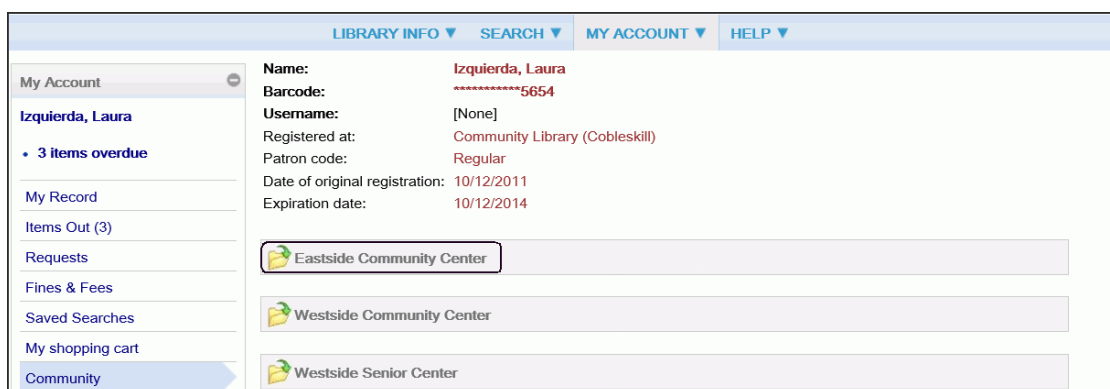 LIBRARY INFO ▼ SEARCH ▼ MY ACCOUNT ▼ HELP ▼
My Account
Izquierda, Laura
• 3 items overdue
My Record
Items Out (3)
Requests
Fines & Fees
Saved Searches
My shopping cart
Community
Name: Izquierda, Laura
Barcode: ***********5654
Username: [None]
Registered at: Community Library (Cobleskill)
Patron code: Regular
Date of original registration: 10/12/2011
Expiration date: 10/12/2014
Eastside Community Center
Westside Community Center
Westside Senior Center